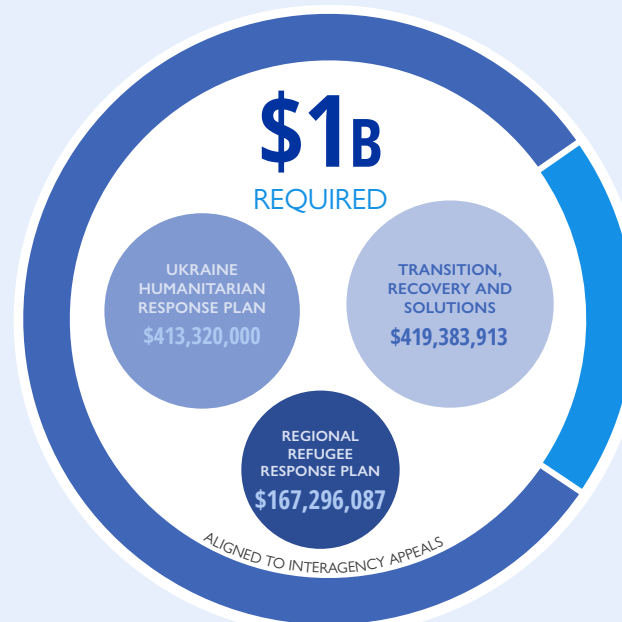 $1B
REQUIRED
UKRAINE
HUMANITARIAN
RESPONSE PLAN
$413,320,000
TRANSITION,
RECOVERY AND
SOLUTIONS
$419,383,913
REGIONAL
REFUGEE
RESPONSE PLAN
$167,296,087
ALIGNED TO INTERAGENCY APPEALS